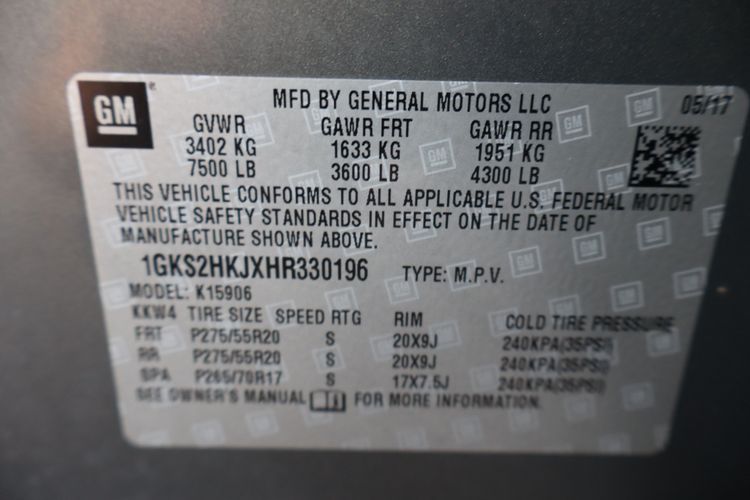 GM
MFD BY GENERAL MOTORS LLC 05/17
GVWR GAWR FRT GAWR RR
3402 KG 1633 KG 1951 KG
7500 LB 3600 LB 4300 LB
THIS VEHICLE CONFORMS TO ALL APPLICABLE U.S. FEDERAL MOTOR
VEHICLE SAFETY STANDARDS IN EFFECT ON THE DATE OF
MANUFACTURE SHOWN ABOVE.
1GKS2HKJXHR330196 TYPE: M.P.V.
MODEL: K15906
KKW4 TIRE SIZE SPEED RTG RIM COLD TIRE PRESSURE
FRT P275/55R20 S 20X9J 240KPA(35PSI)
RR P275/55R20 S 20X9J 240KPA(35PSI)
SPA P265/70R17 S 17X7.5J 240KPA(35PSI)
SEE OWNER'S MANUAL FOR MORE INFORMATION.